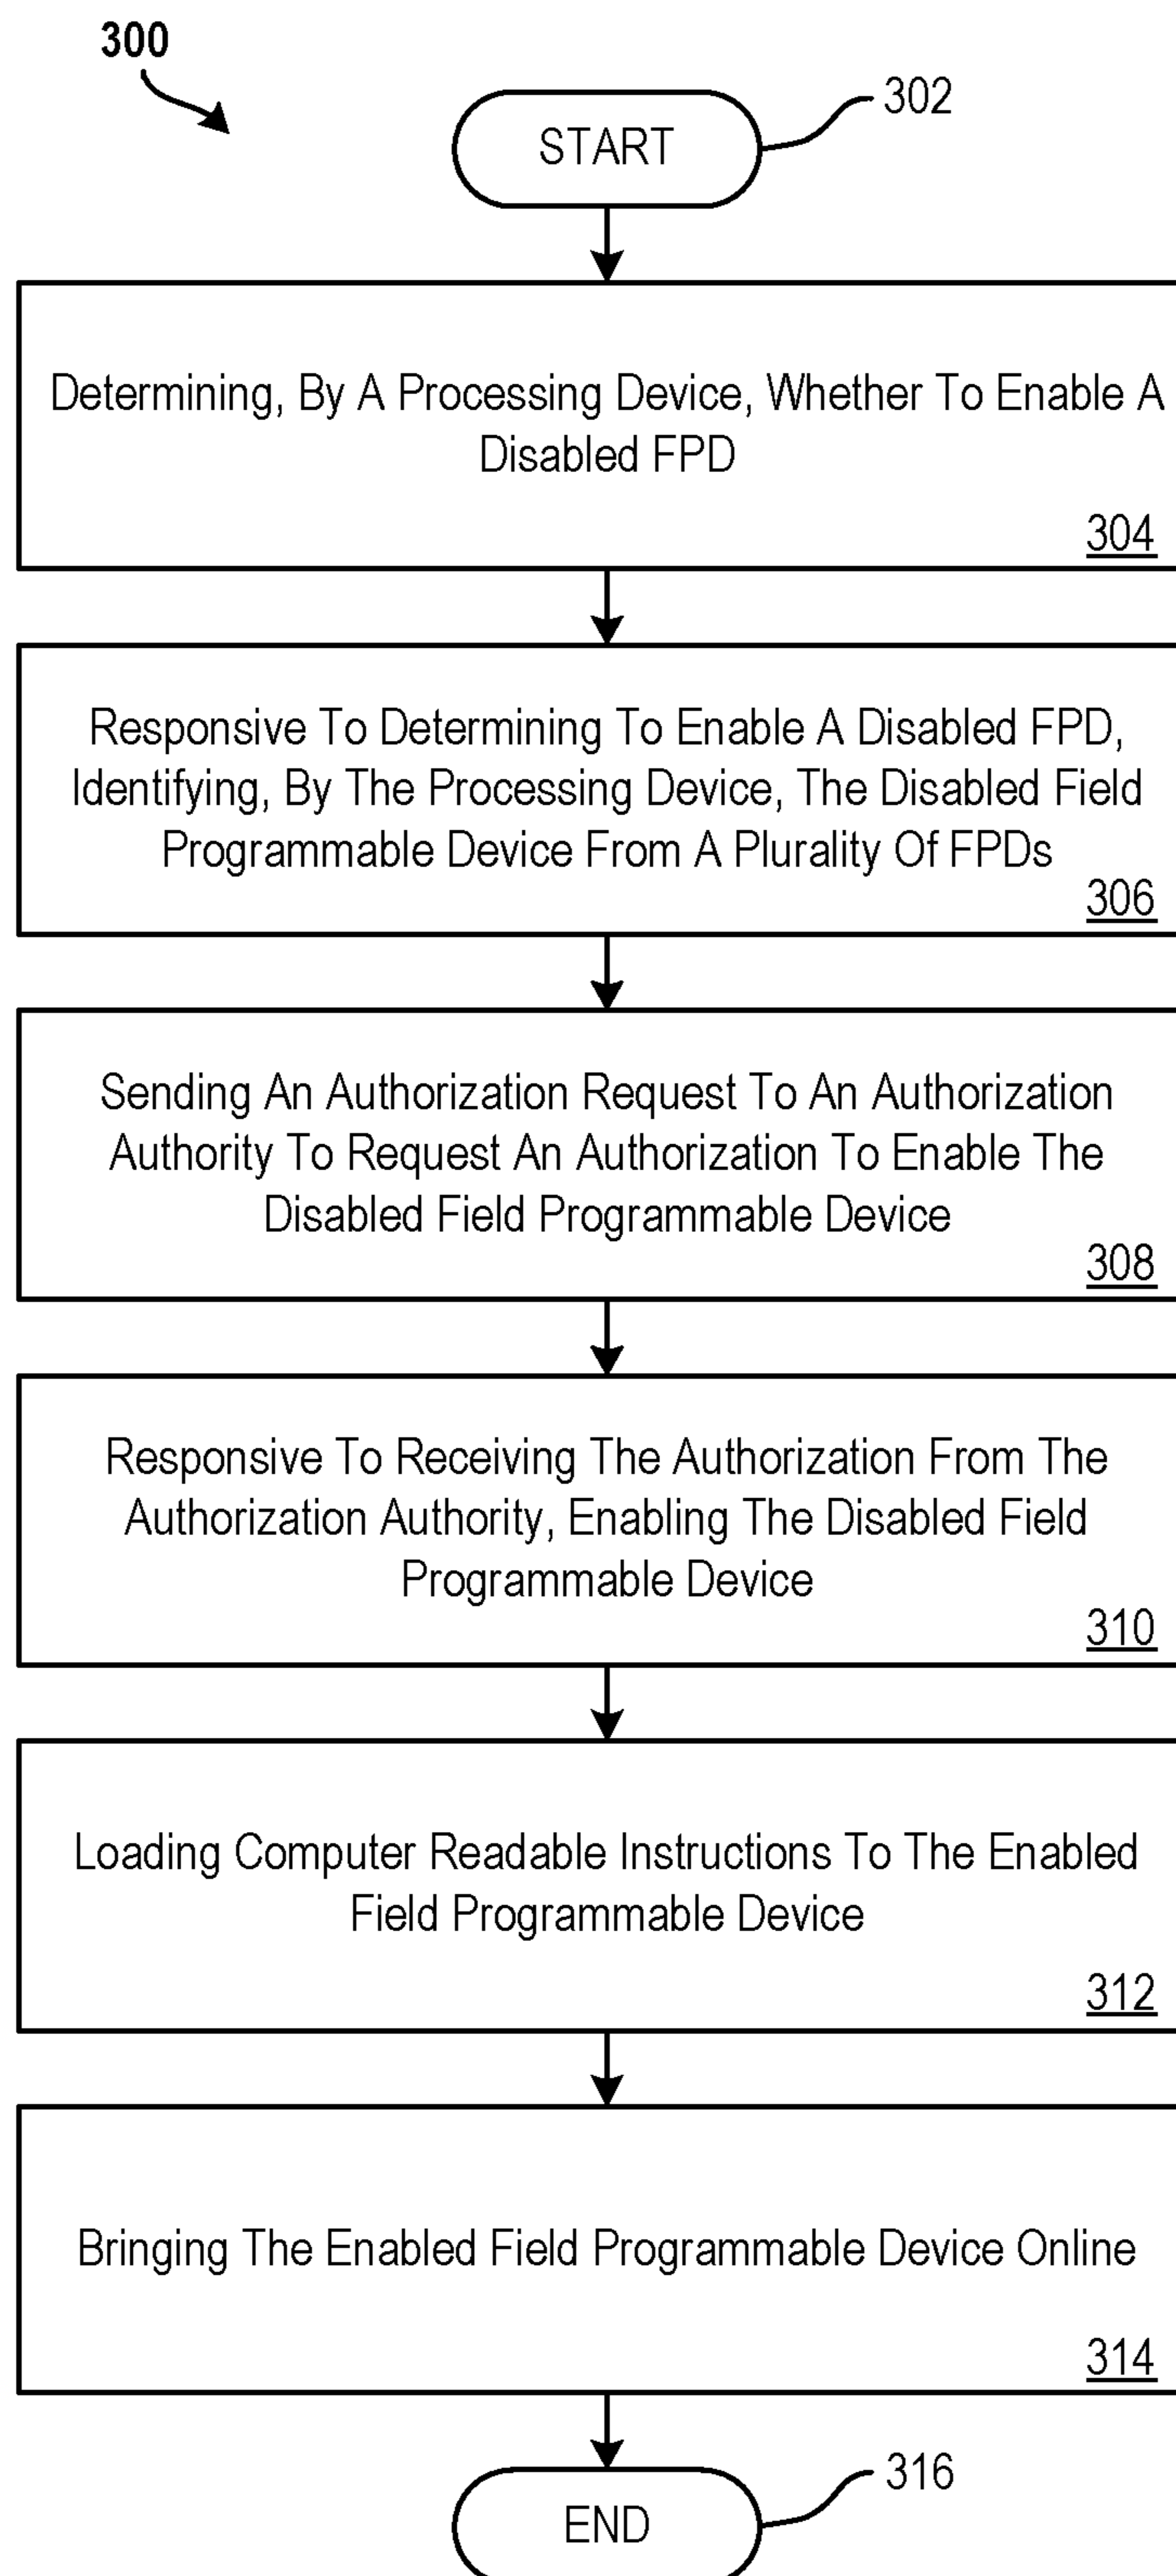 300
302
START
Determining, By A Processing Device, Whether To Enable A
Disabled FPD
304
Responsive To Determining To Enable A Disabled FPD,
Identifying, By The Processing Device, The Disabled Field
Programmable Device From A Plurality Of FPDs
306
Sending An Authorization Request To An Authorization
Authority To Request An Authorization To Enable The
Disabled Field Programmable Device
308
Responsive To Receiving The Authorization From The
Authorization Authority, Enabling The Disabled Field
Programmable Device
310
Loading Computer Readable Instructions To The Enabled
Field Programmable Device
312
Bringing The Enabled Field Programmable Device Online
314
316
END